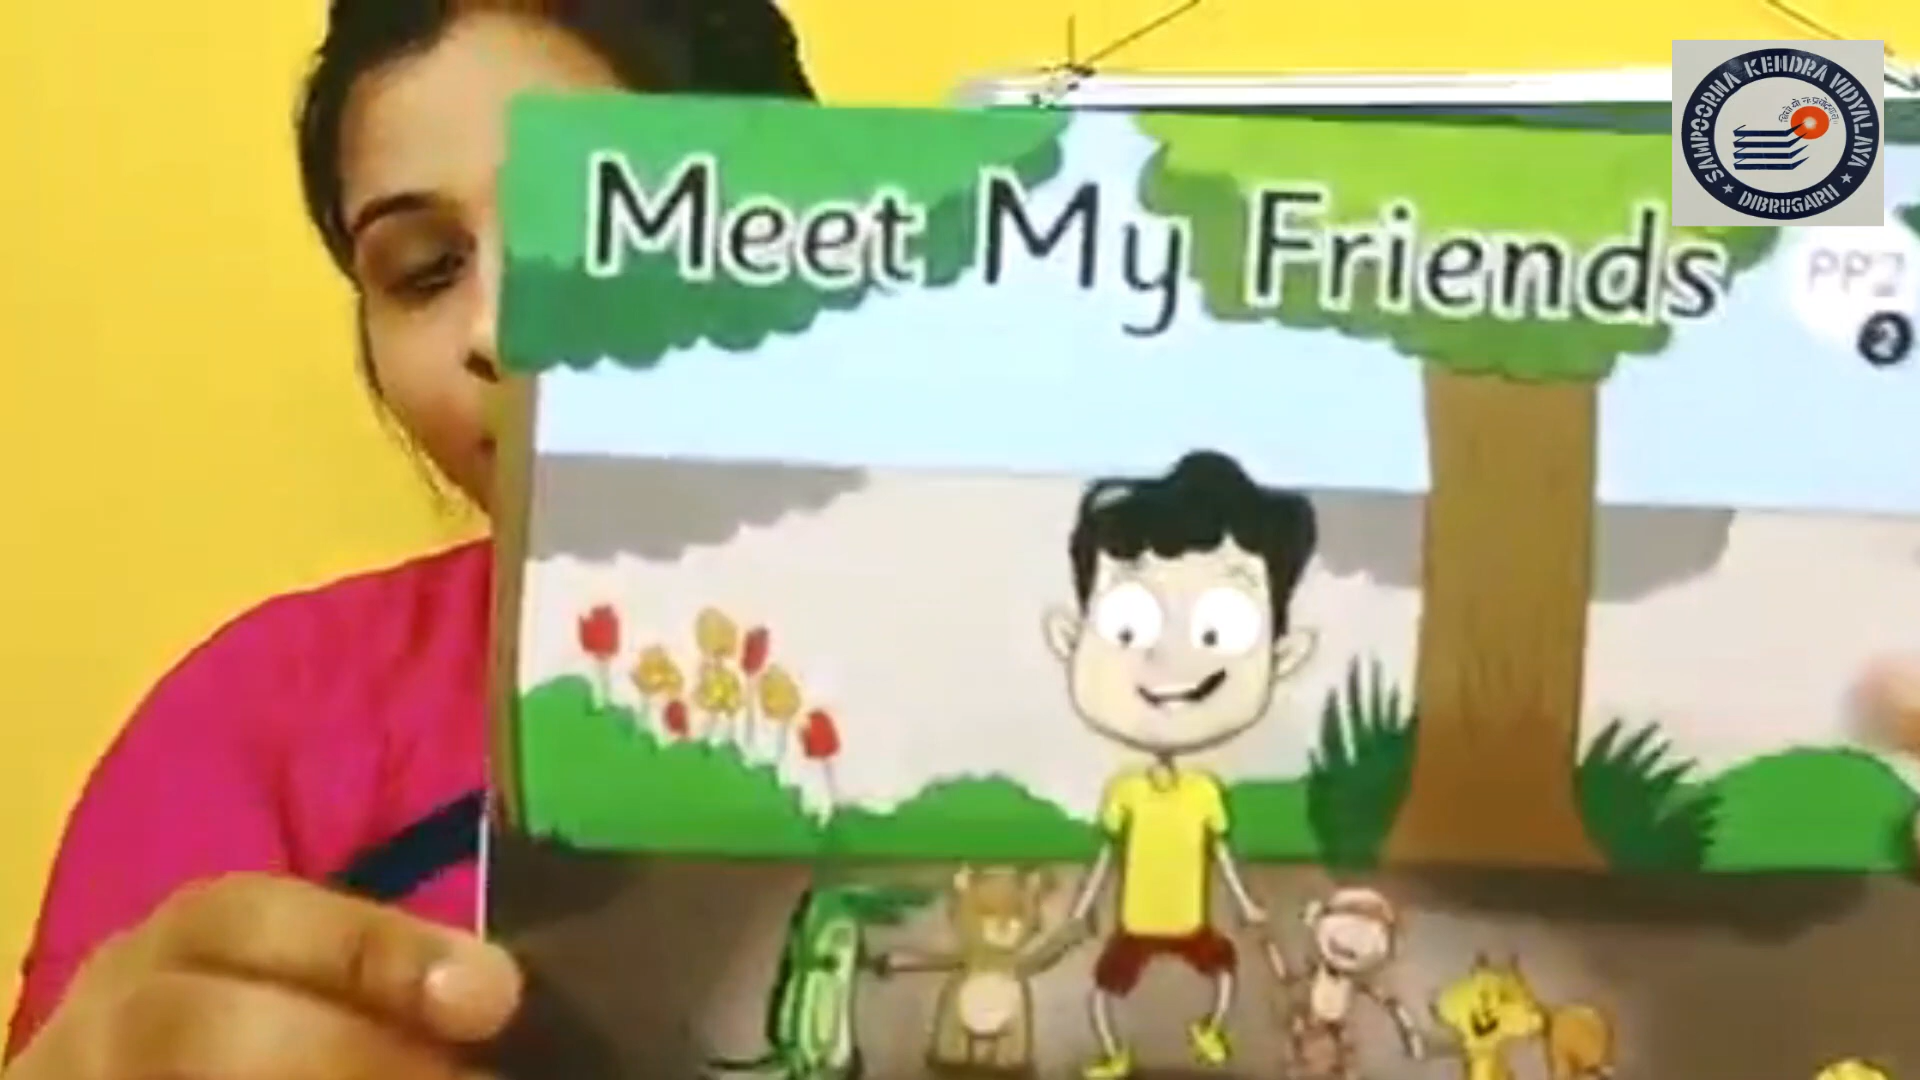 Meet My Friends
PP2
2
SAMPOORNA KENDRA VIDYALAYA
DIBRUGARH